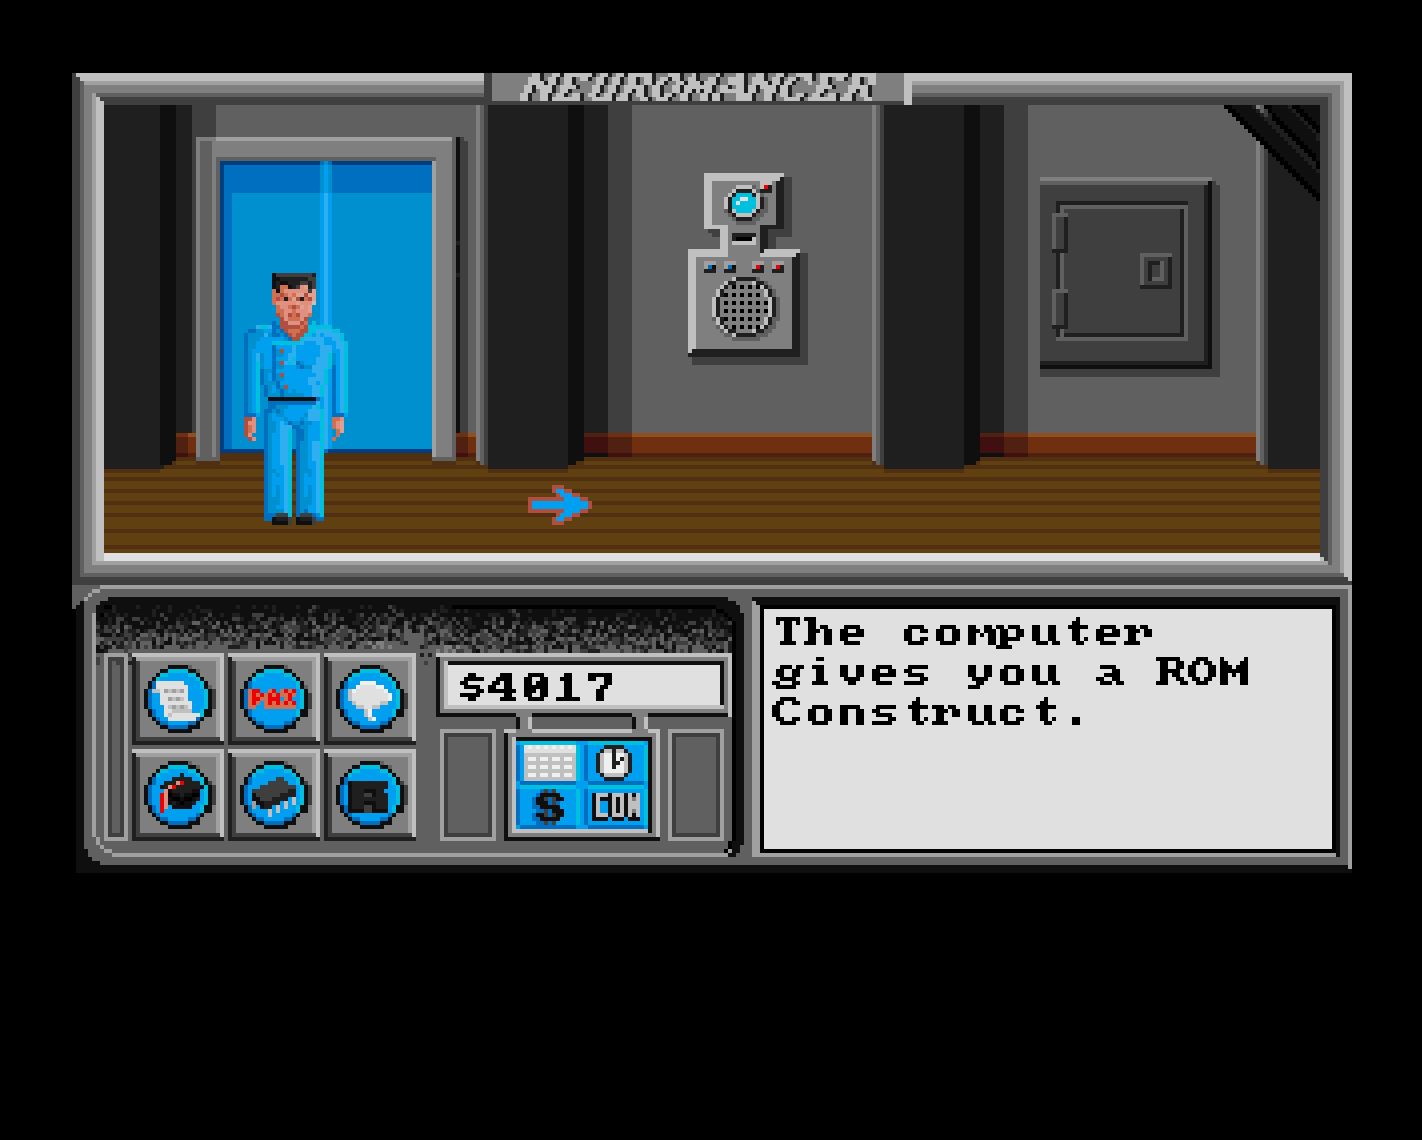 NEUROMANCER
The computer
gives you a ROM
Construct.
PAX
$4017
R
$
COM